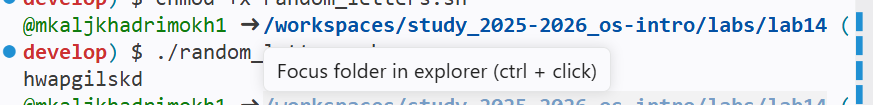 develop) $ chmod +x random_letters.sh
@mkaljkhadrimokh1 →/workspaces/study_2025-2026_os-intro/labs/lab14 (
develop) $ ./random_
hwapgilskd
Focus folder in explorer (ctrl + click)
@mkaljkhadrimokh1 →/workspaces/study_2025-2026_os-intro/labs/lab14 (